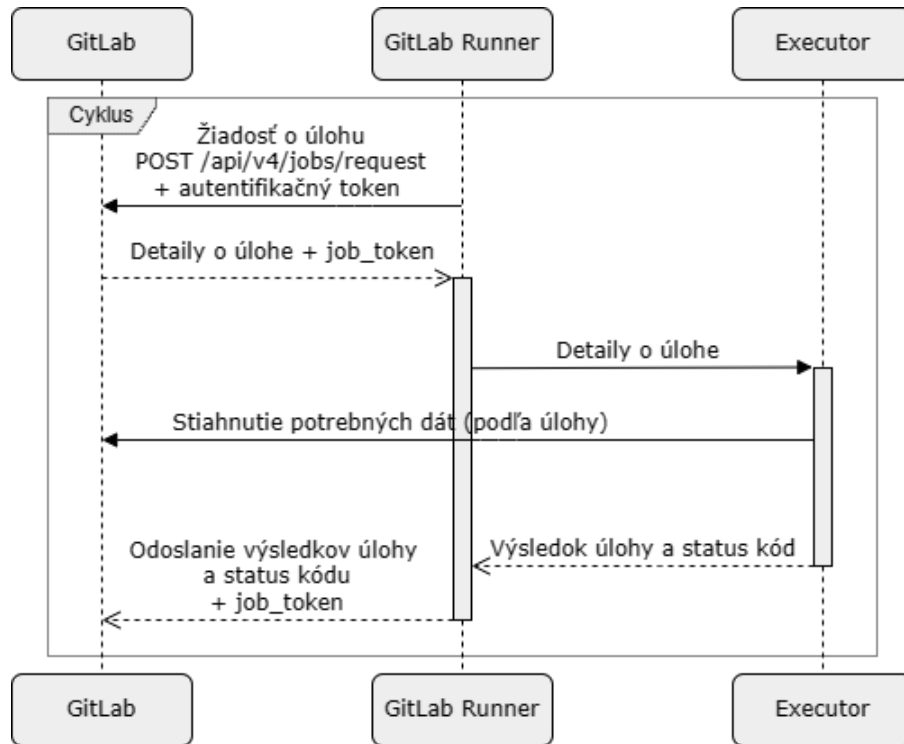 GitLab
GitLab Runner
Executor
Cyklus
Žiadosť o úlohu
POST /api/v4/jobs/request
+ autentifikačný token
Detaily o úlohe + job_token
Detaily o úlohe
Stiahnutie potrebných dát (podľa úlohy)
Výsledok úlohy a status kód
Odoslanie výsledkov úlohy
a status kódu
+ job_token
GitLab
GitLab Runner
Executor